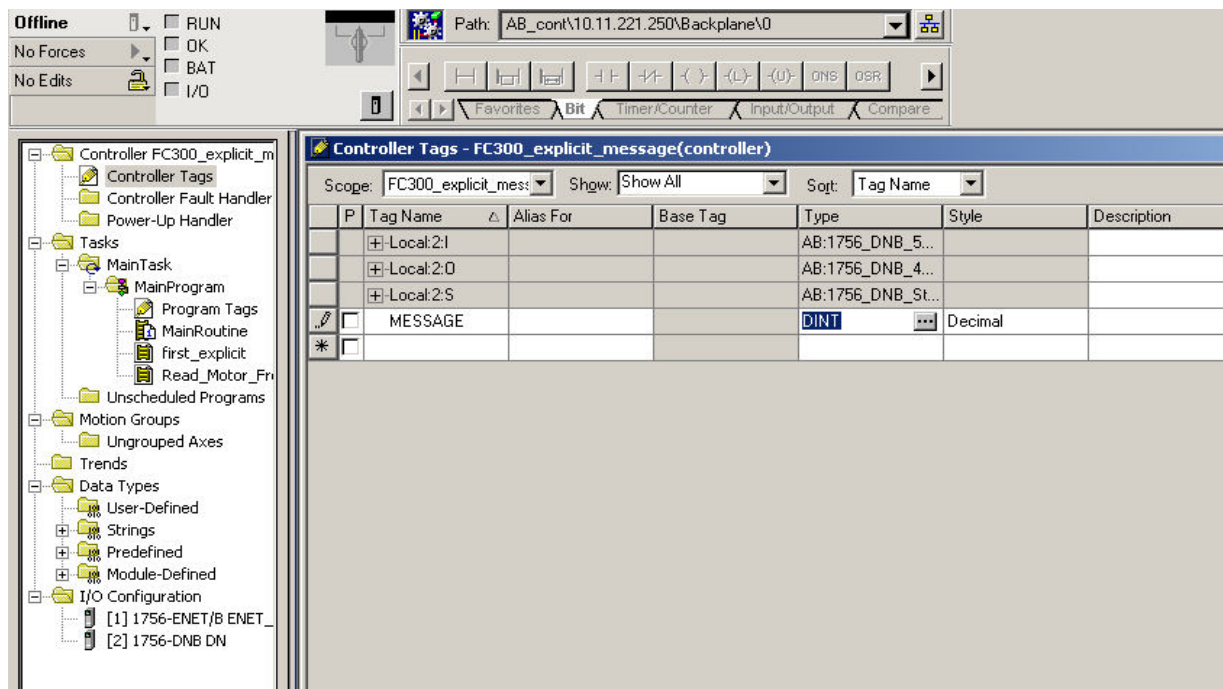 Offline
RUN
No Forces
OK
No Edits
BAT
I/O
Path: AB_cont\10.11.221.250\Backplane\0
-(L)- -(U)- ONS OSR
Favorites Bit Timer/Counter Input/Output Compare
Controller FC300_explicit_m
Controller Tags
Controller Fault Handler
Power-Up Handler
Tasks
MainTask
MainProgram
Program Tags
MainRoutine
first_explicit
Read_Motor_Fr
Unscheduled Programs
Motion Groups
Ungrouped Axes
Trends
Data Types
User-Defined
Strings
Predefined
Module-Defined
I/O Configuration
[1] 1756-ENET/B ENET_
[2] 1756-DNB DN
Controller Tags - FC300_explicit_message(controller)
Scope: FC300_explicit_mess Show: Show All Sort: Tag Name
P Tag Name Alias For Base Tag Type Style Description
Local:2:I AB:1756_DNB_5...
Local:2:O AB:1756_DNB_4...
Local:2:S AB:1756_DNB_St...
MESSAGE DINT ... Decimal